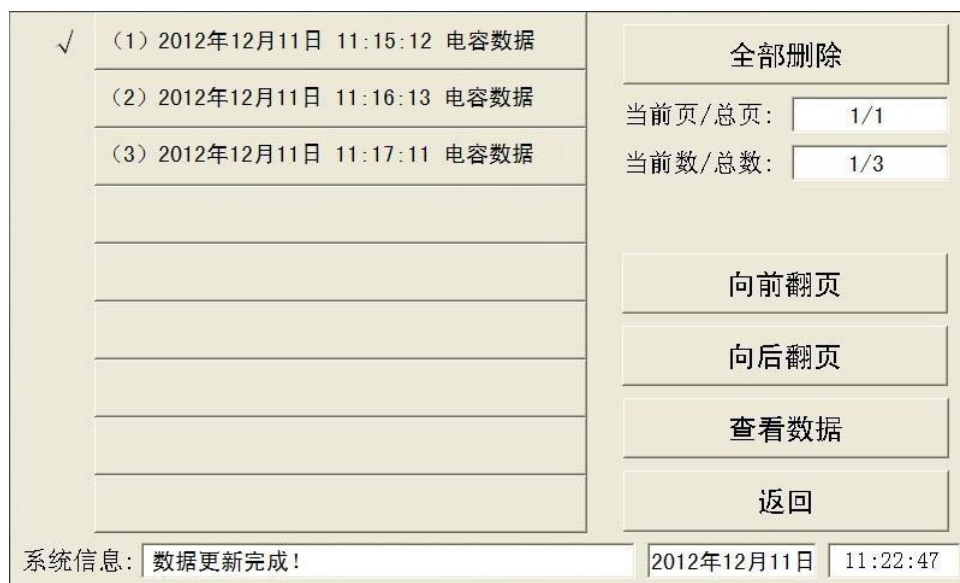 √ （1）2012年12月11日 11:15:12 电容数据
（2）2012年12月11日 11:16:13 电容数据
（3）2012年12月11日 11:17:11 电容数据
全部删除
当前页/总页: 1/1
当前数/总数: 1/3
向前翻页
向后翻页
查看数据
返回
系统信息: 数据更新完成! 2012年12月11日 11:22:47